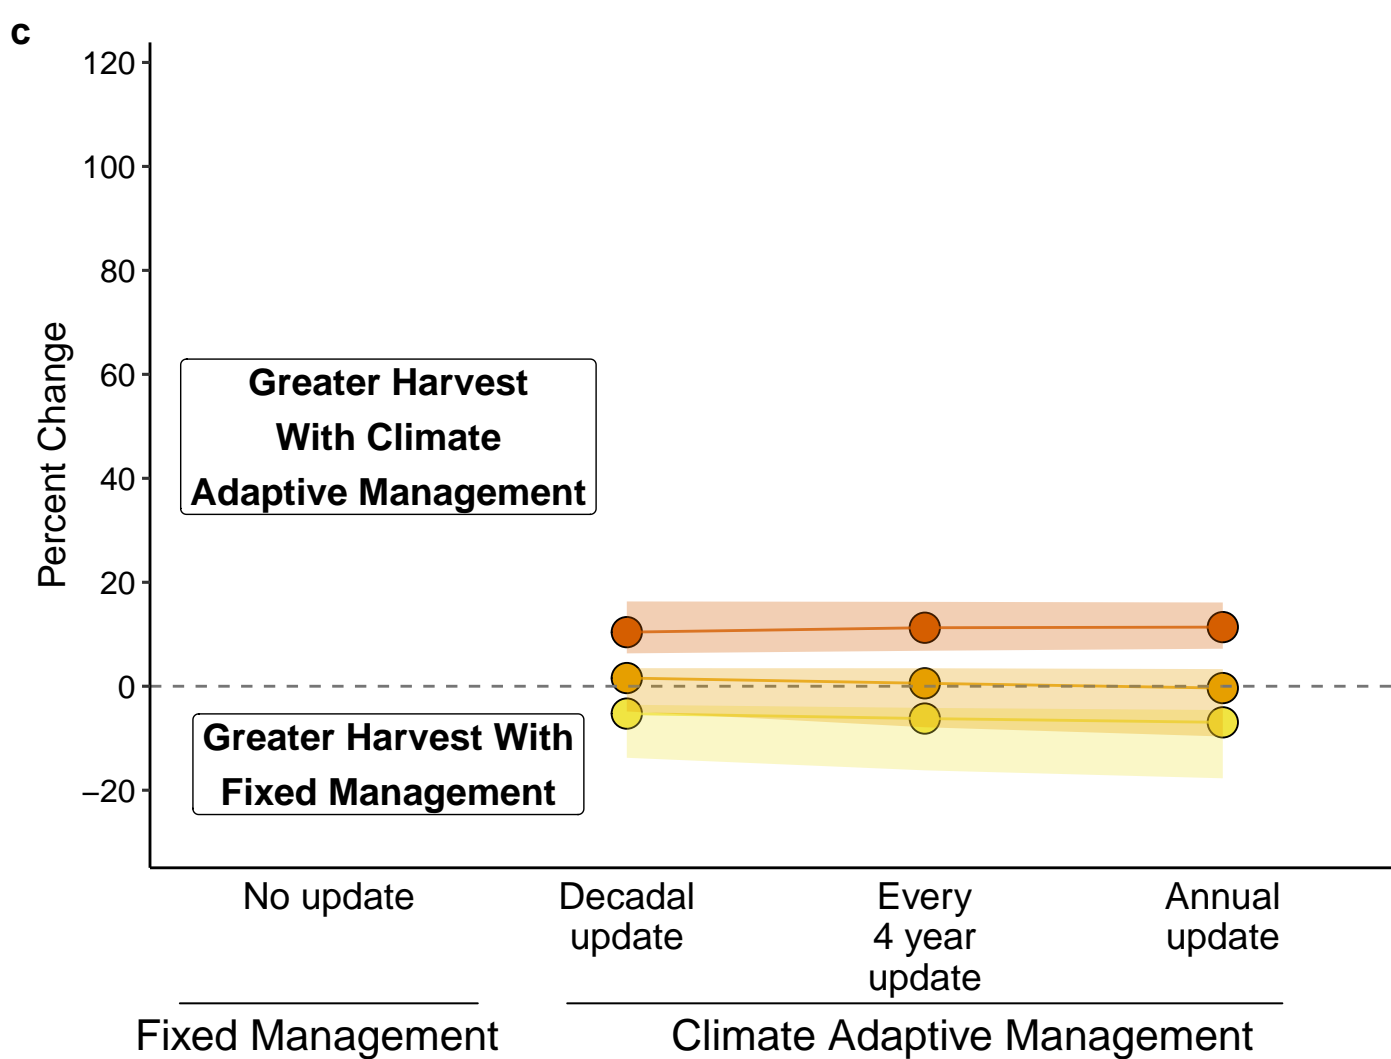 c
120
100
80
60
40
20
0
−20
Percent Change
Greater Harvest
With Climate
Adaptive Management
Greater Harvest With
Fixed Management
No update
Decadal
update
Every
4 year
update
Annual
update
Fixed Management
Climate Adaptive Management